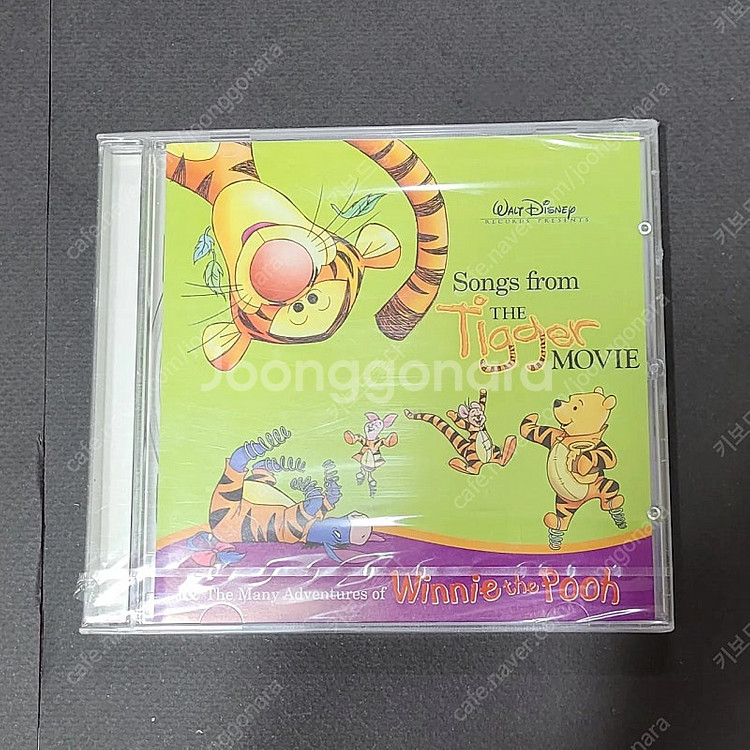 WALT DISNEY
RECORDS PRESENTS
Songs from
THE
Tigger
MOVIE
Joonggonara
The Many Adventures of Winnie the Pooh